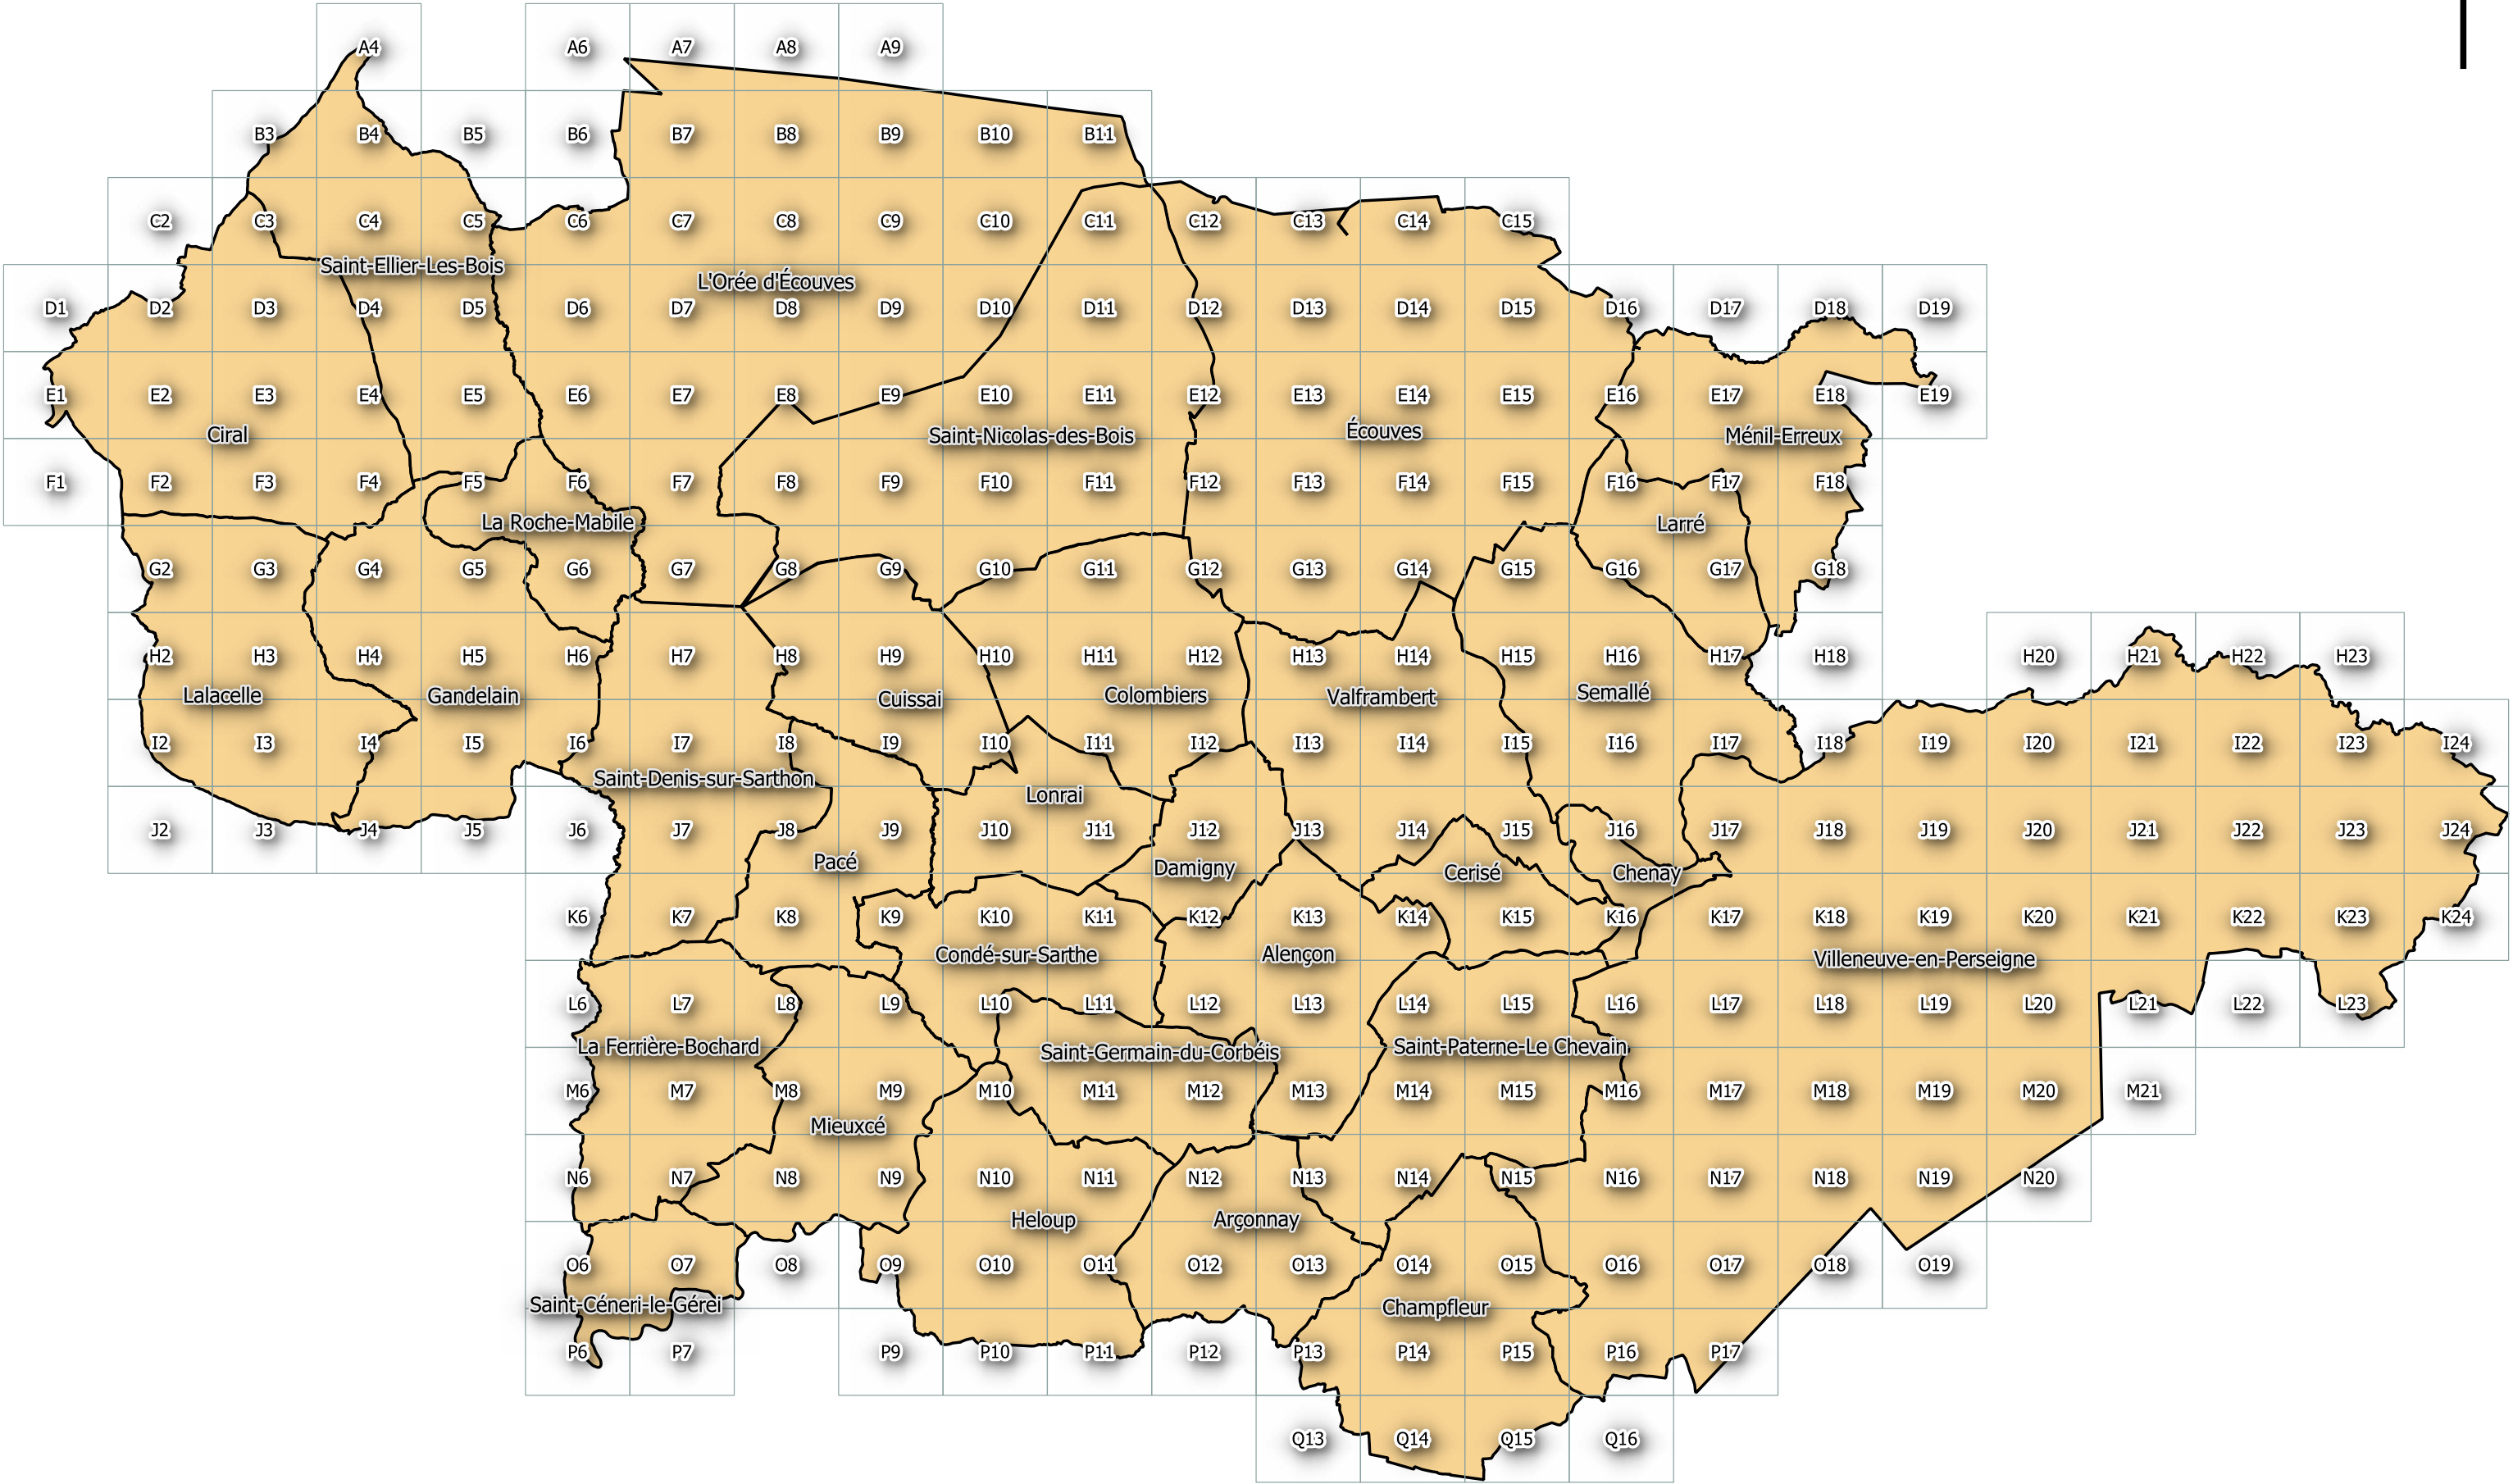 A4 A6 A7 A8 A9
B3 B4 B5 B6 B7 B8 B9 B10 B11
C2 C3 C4 C5 C6 C7 C8 C9 C10 C11 C12 C13 C14 C15
Saint-Ellier-Les-Bois
L'Orée d'Écouves
D1 D2 D3 D4 D5 D6 D7 D8 D9 D10 D11 D12 D13 D14 D15 D16 D17 D18 D19
E1 E2 E3 E4 E5 E6 E7 E8 E9 E10 E11 E12 E13 E14 E15 E16 E17 E18 E19
Ciral Saint-Nicolas-des-Bois Écouves Ménil-Erreux
F1 F2 F3 F4 F5 F6 F7 F8 F9 F10 F11 F12 F13 F14 F15 F16 F17 F18
La Roche-Mabile Larré
G2 G3 G4 G5 G6 G7 G8 G9 G10 G11 G12 G13 G14 G15 G16 G17 G18
H2 H3 H4 H5 H6 H7 H8 H9 H10 H11 H12 H13 H14 H15 H16 H17 H18 H20 H21 H22 H23
Lalacelle Gandelain Cuissai Colombiers Valframbert Semallé
I2 I3 I4 I5 I6 I7 I8 I9 I10 I11 I12 I13 I14 I15 I16 I17 I18 I19 I20 I21 I22 I23 I24
Saint-Denis-sur-Sarthon Lonrai
J2 J3 J4 J5 J6 J7 J8 J9 J10 J11 J12 J13 J14 J15 J16 J17 J18 J19 J20 J21 J22 J23 J24
Pacé Damigny Cerisé Chenay
K6 K7 K8 K9 K10 K11 K12 K13 K14 K15 K16 K17 K18 K19 K20 K21 K22 K23 K24
Condé-sur-Sarthe Alençon Villeneuve-en-Perseigne
L6 L7 L8 L9 L10 L11 L12 L13 L14 L15 L16 L17 L18 L19 L20 L21 L22 L23
La Ferrière-Bochard Saint-Germain-du-Corbéis Saint-Paterne-Le Chevain
M6 M7 M8 M9 M10 M11 M12 M13 M14 M15 M16 M17 M18 M19 M20 M21
Mieuxcé
N6 N7 N8 N9 N10 N11 N12 N13 N14 N15 N16 N17 N18 N19 N20
Heloup Arçonnay
O6 O7 O8 O9 O10 O11 O12 O13 O14 O15 O16 O17 O18 O19
Saint-Céneri-le-Gérei Champfleur
P6 P7 P9 P10 P11 P12 P13 P14 P15 P16 P17
Q13 Q14 Q15 Q16